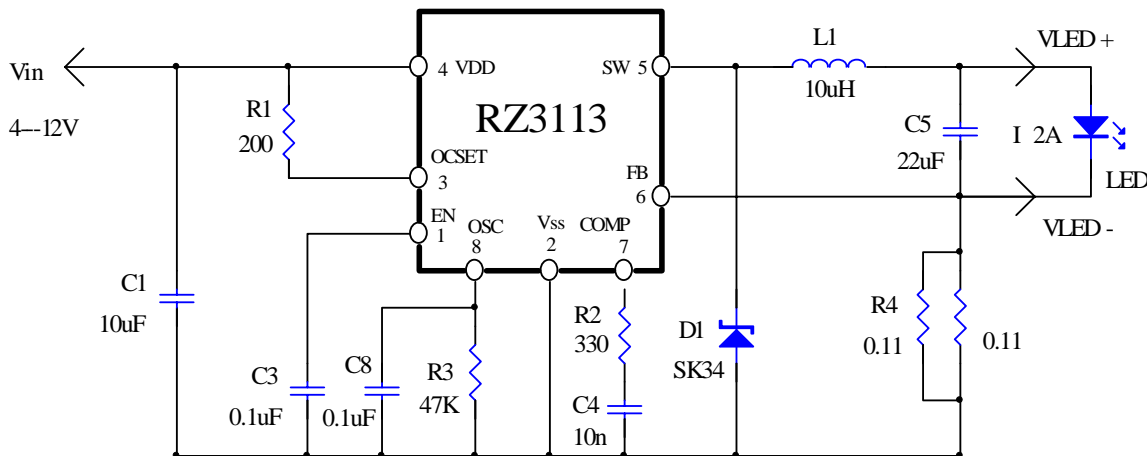 Vin
4---12V
C1
10uF
R1
200
4 VDD
OCSET
3
EN
1
OSC
8
Vss
2
COMP
7
RZ3113
SW 5
FB
6
C3
0.1uF
C8
0.1uF
R3
47K
R2
330
C4
10n
D1
SK34
L1
10uH
C5
22uF
VLED +
I 2A
LED
VLED -
R4
0.11
0.11